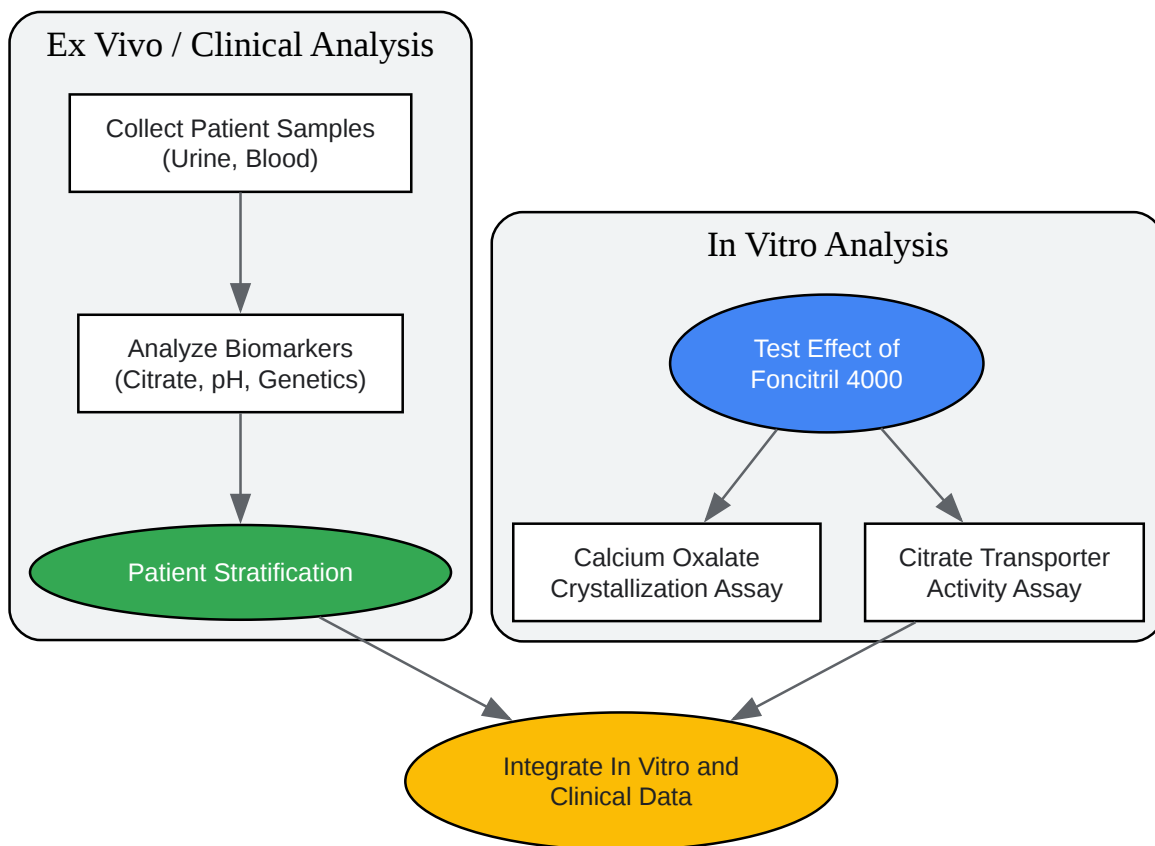 Ex Vivo / Clinical Analysis
Collect Patient Samples
(Urine, Blood)
Analyze Biomarkers
(Citrate, pH, Genetics)
Patient Stratification
In Vitro Analysis
Test Effect of
Foncitril 4000
Calcium Oxalate
Crystallization Assay
Citrate Transporter
Activity Assay
Integrate In Vitro and
Clinical Data